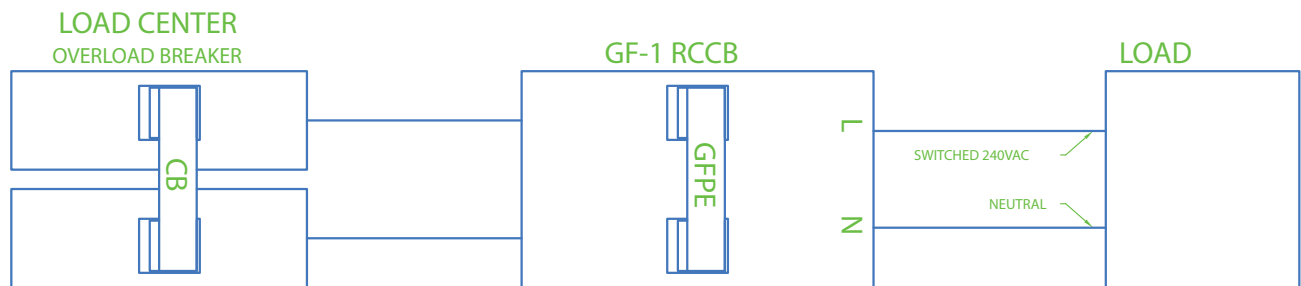 LOAD CENTER
OVERLOAD BREAKER
GF-1 RCCB
LOAD
CB
GFPE
L
N
SWITCHED 240VAC
NEUTRAL